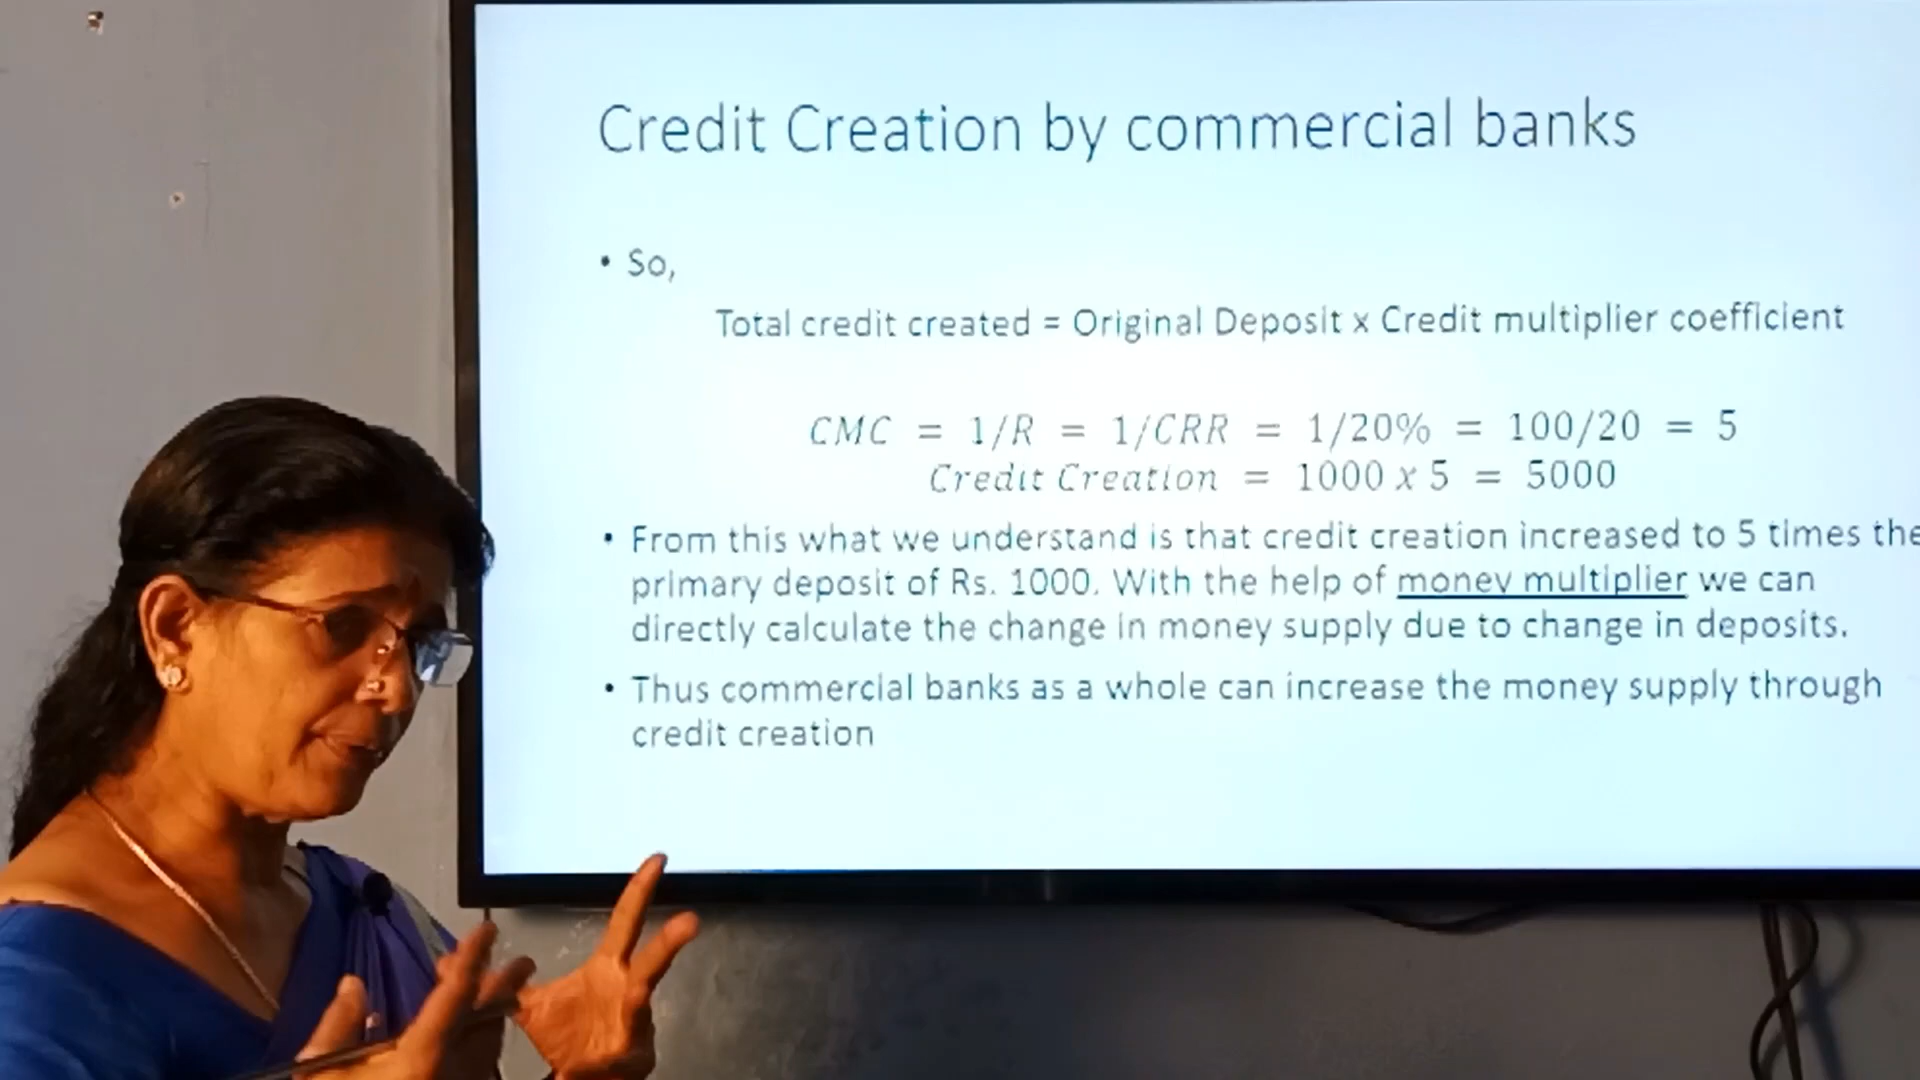 Credit Creation by commercial banks
• So,
Total credit created = Original Deposit x Credit multiplier coefficient
CMC = 1/R = 1/CRR = 1/20% = 100/20 = 5
Credit Creation = 1000 x 5 = 5000
• From this what we understand is that credit creation increased to 5 times the
primary deposit of Rs. 1000. With the help of money multiplier we can
directly calculate the change in money supply due to change in deposits.
• Thus commercial banks as a whole can increase the money supply through
credit creation